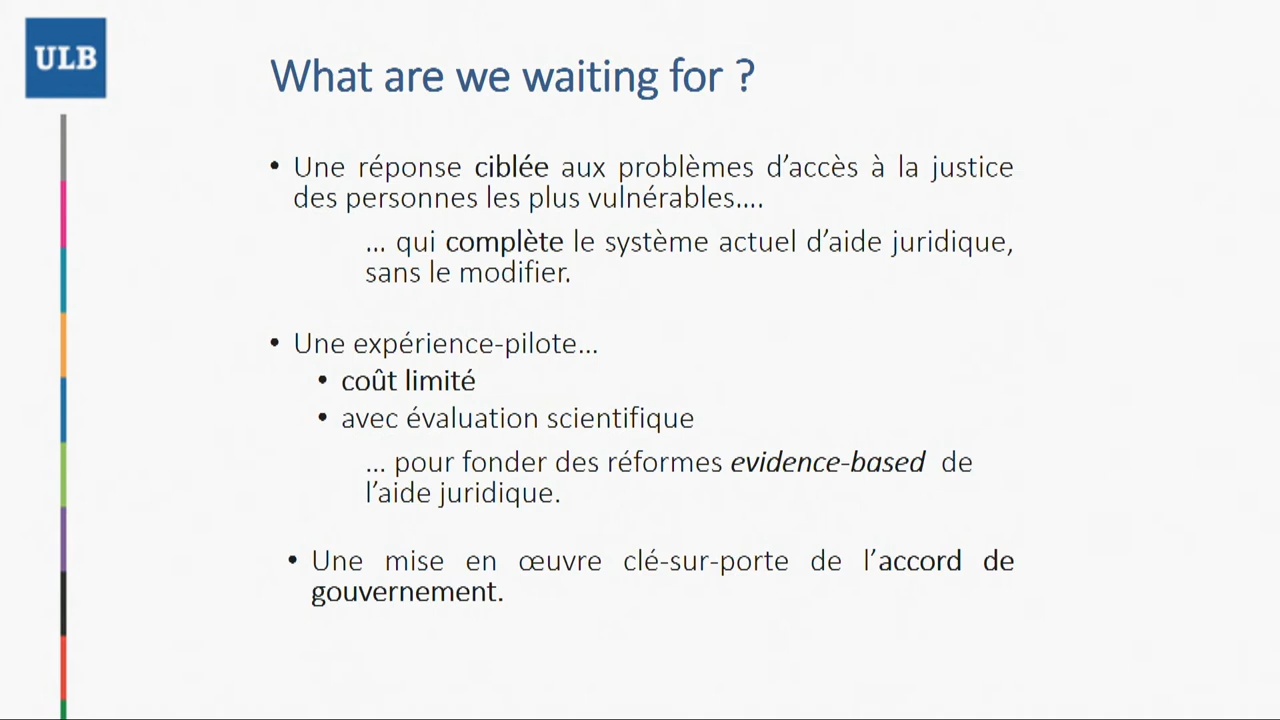 ULB
What are we waiting for ?
• Une réponse ciblée aux problèmes d’accès à la justice
des personnes les plus vulnérables....
... qui complète le système actuel d’aide juridique,
sans le modifier.
• Une expérience-pilote...
• coût limité
• avec évaluation scientifique
... pour fonder des réformes evidence-based de
l’aide juridique.
• Une mise en œuvre clé-sur-porte de l’accord de
gouvernement.